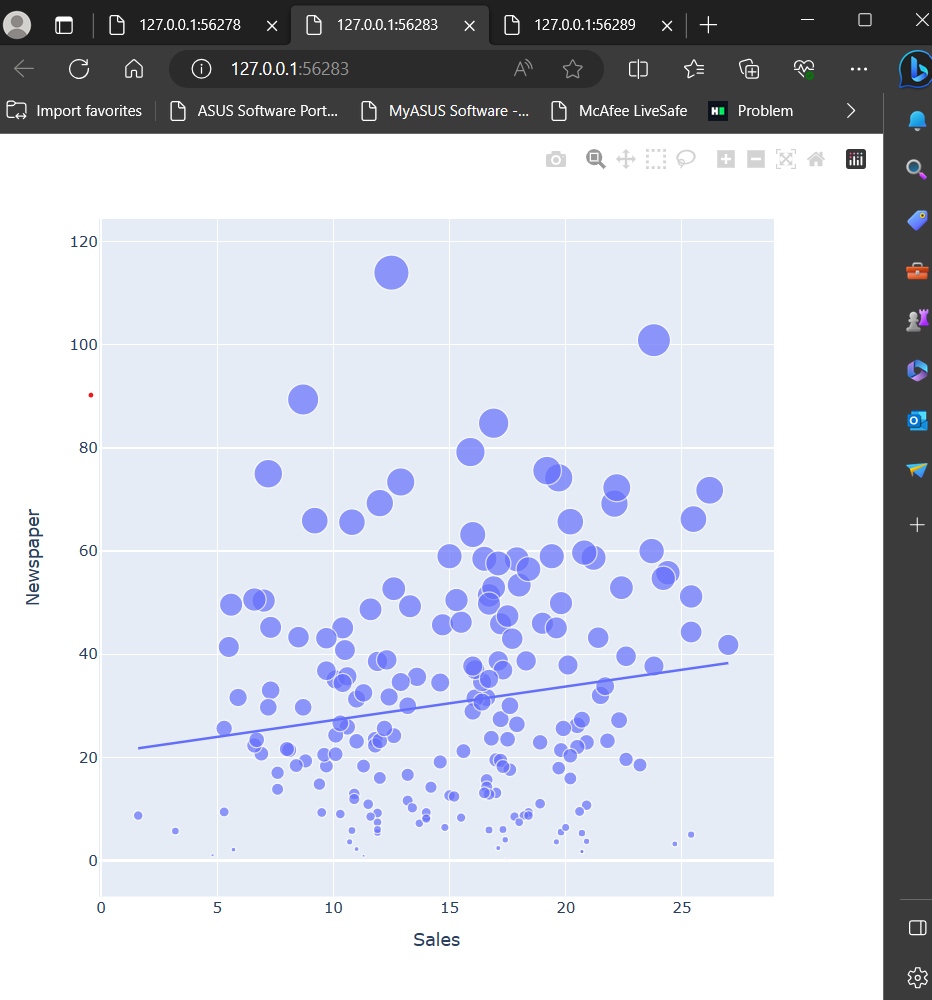 127.0.0.1:56278
127.0.0.1:56283
127.0.0.1:56289
127.0.0.1:56283
Import favorites
ASUS Software Port...
MyASUS Software -...
McAfee LiveSafe
Problem
120
100
80
60
40
20
0
Newspaper
0 5 10 15 20 25
Sales